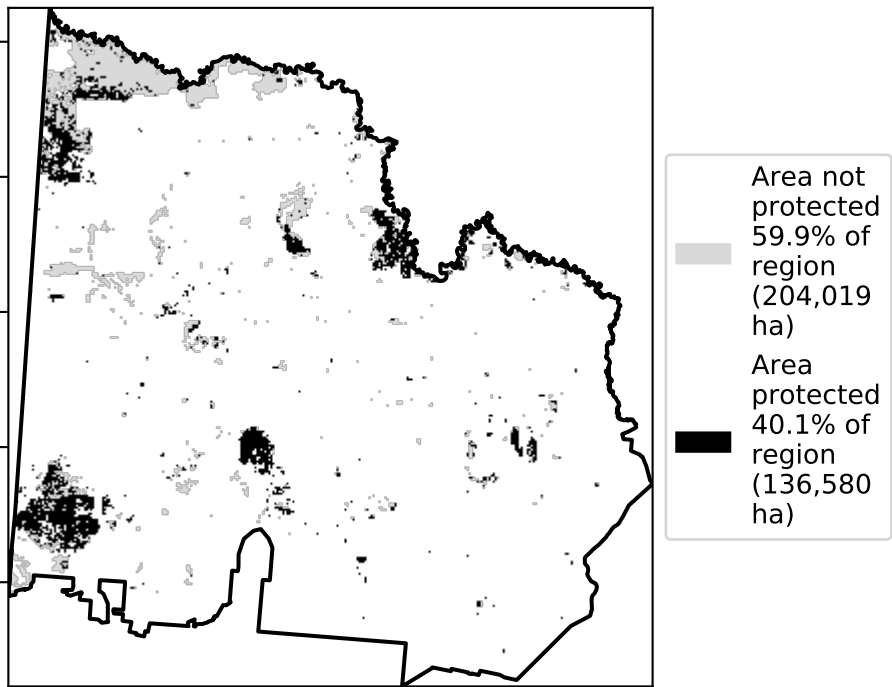 Area not
protected
59.9% of
region
(204,019
ha)
Area
protected
40.1% of
region
(136,580
ha)